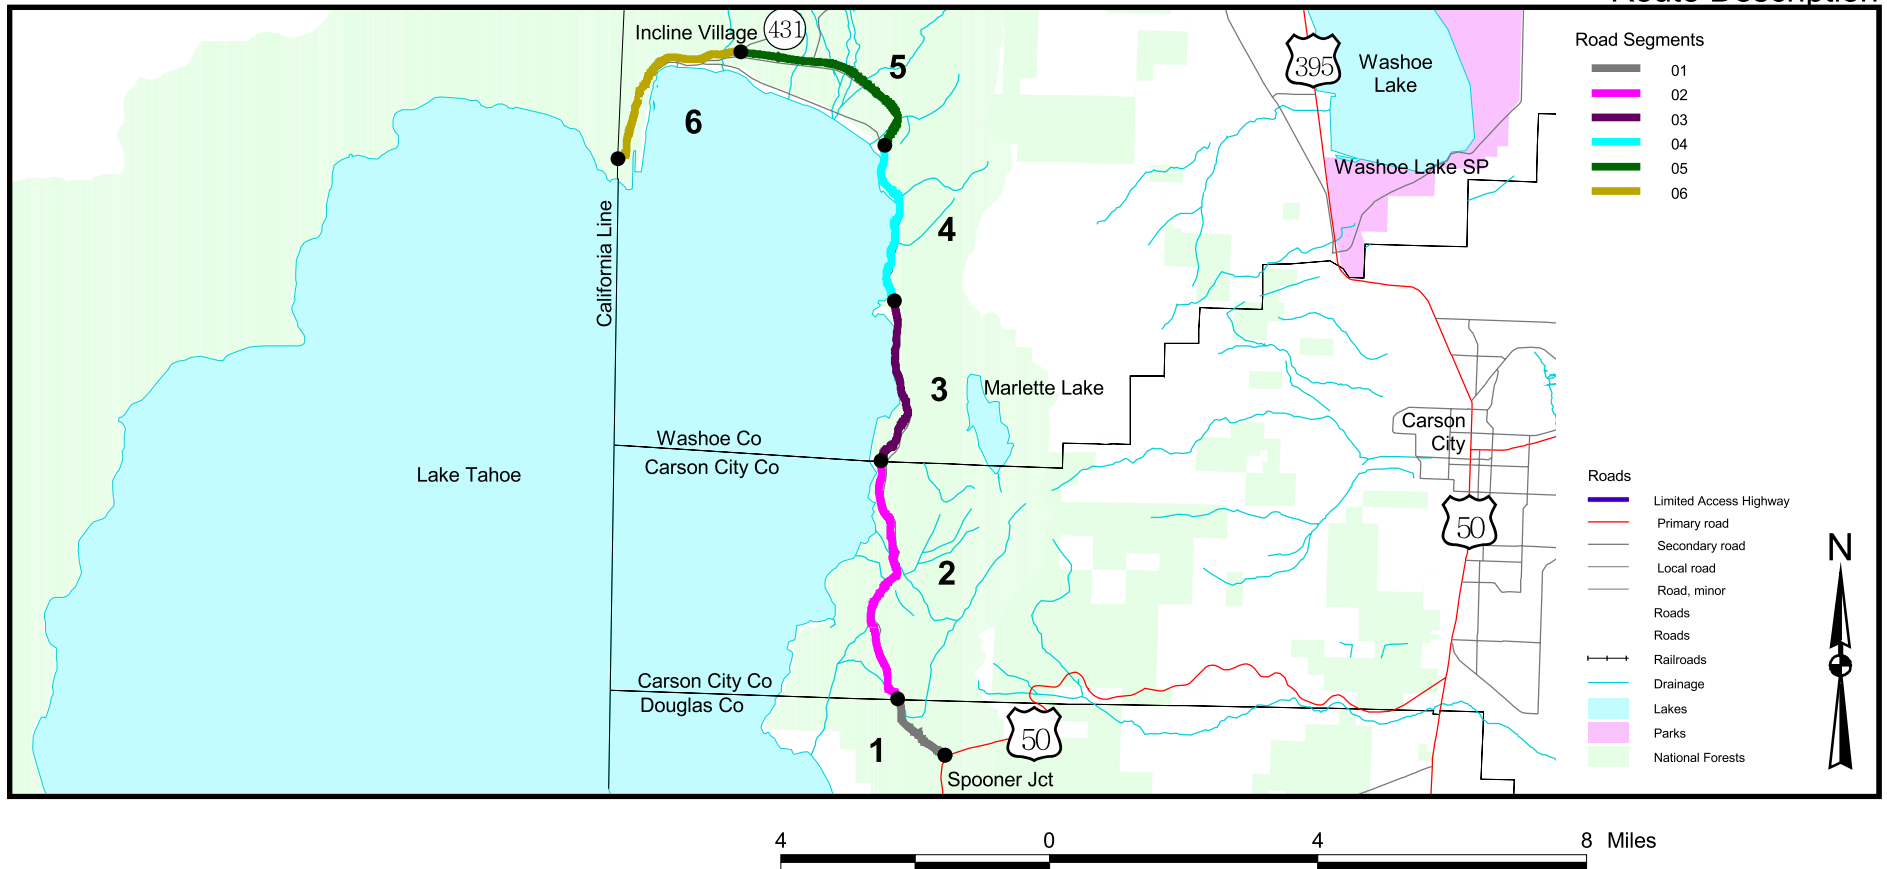 Route Description
Incline Village
431
5
6
4
3
2
1
395
Washoe
Lake
Washoe Lake SP
California Line
Marlette Lake
Washoe Co
Carson City Co
Lake Tahoe
Carson
City
50
Carson City Co
Douglas Co
50
Spooner Jct
Road Segments
01
02
03
04
05
06
Roads
Limited Access Highway
Primary road
Secondary road
Local road
Road, minor
Roads
Roads
Railroads
Drainage
Lakes
Parks
National Forests
N
4 0 4 8 Miles